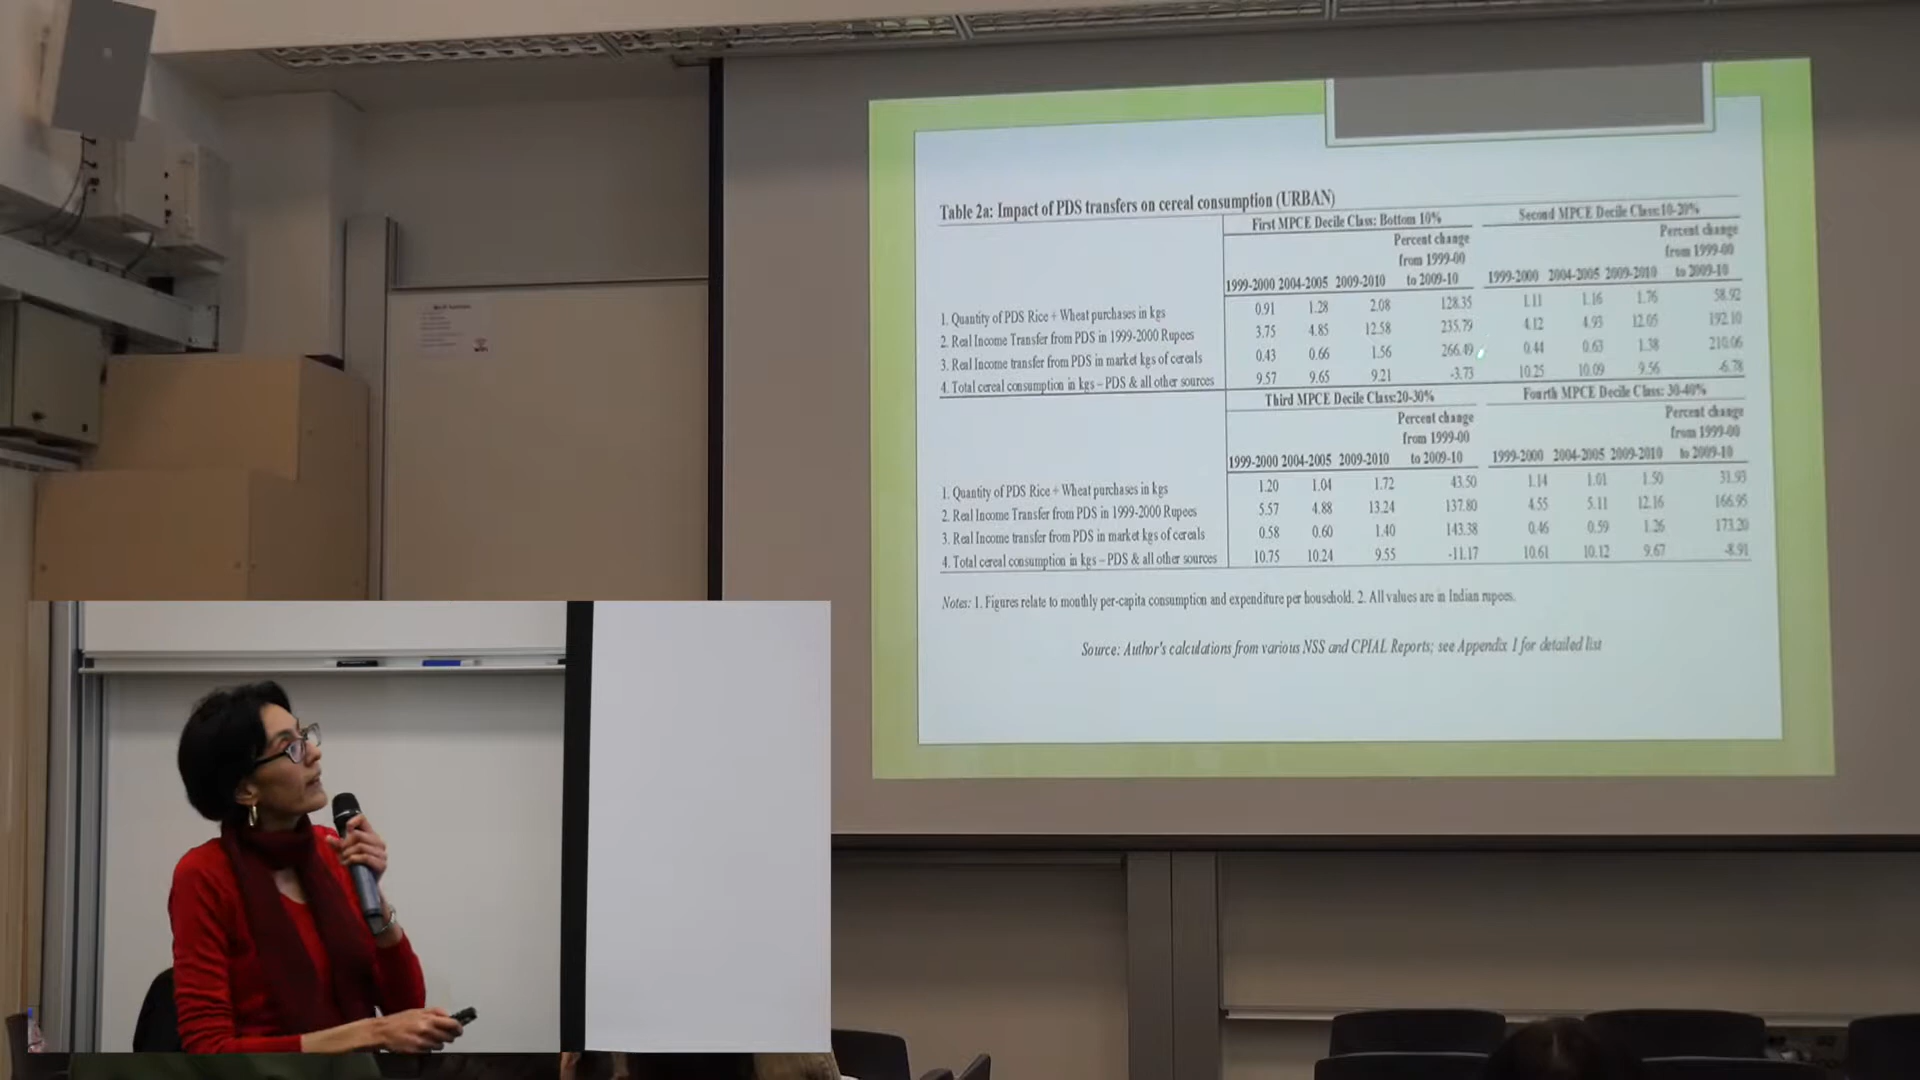 Table 2a: Impact of PDS transfers on cereal consumption (URBAN)
First MPCE Decile Class: Bottom 10% Second MPCE Decile Class:10-20%
Percent change from 1999-00 to 2009-10 Percent change from 1999-00 to 2009-10
1999-2000 2004-2005 2009-2010 1999-2000 2004-2005 2009-2010
1. Quantity of PDS Rice + Wheat purchases in kgs 0.91 1.28 2.08 128.35 1.11 1.16 1.76 58.92
2. Real Income Transfer from PDS in 1999-2000 Rupees 3.75 4.85 12.58 235.79 4.12 4.93 12.05 192.10
3. Real Income transfer from PDS in market kgs of cereals 0.43 0.66 1.56 266.49 0.44 0.63 1.38 210.06
4. Total cereal consumption in kgs – PDS & all other sources 9.57 9.65 9.21 -3.73 10.25 10.09 9.56 -6.78
Third MPCE Decile Class:20-30% Fourth MPCE Decile Class: 30-40%
Percent change from 1999-00 to 2009-10 Percent change from 1999-00 to 2009-10
1999-2000 2004-2005 2009-2010 1999-2000 2004-2005 2009-2010
1. Quantity of PDS Rice + Wheat purchases in kgs 1.20 1.04 1.72 43.50 1.14 1.01 1.50 31.93
2. Real Income Transfer from PDS in 1999-2000 Rupees 5.57 4.88 13.24 137.80 4.55 5.11 12.16 166.95
3. Real Income transfer from PDS in market kgs of cereals 0.58 0.60 1.40 143.38 0.46 0.59 1.26 173.20
4. Total cereal consumption in kgs – PDS & all other sources 10.75 10.24 9.55 -11.17 10.61 10.12 9.67 -8.91
Notes: 1. Figures relate to monthly per-capita consumption and expenditure per household. 2. All values are in Indian rupees.
Source: Author's calculations from various NSS and CPIAL Reports; see Appendix 1 for detailed list